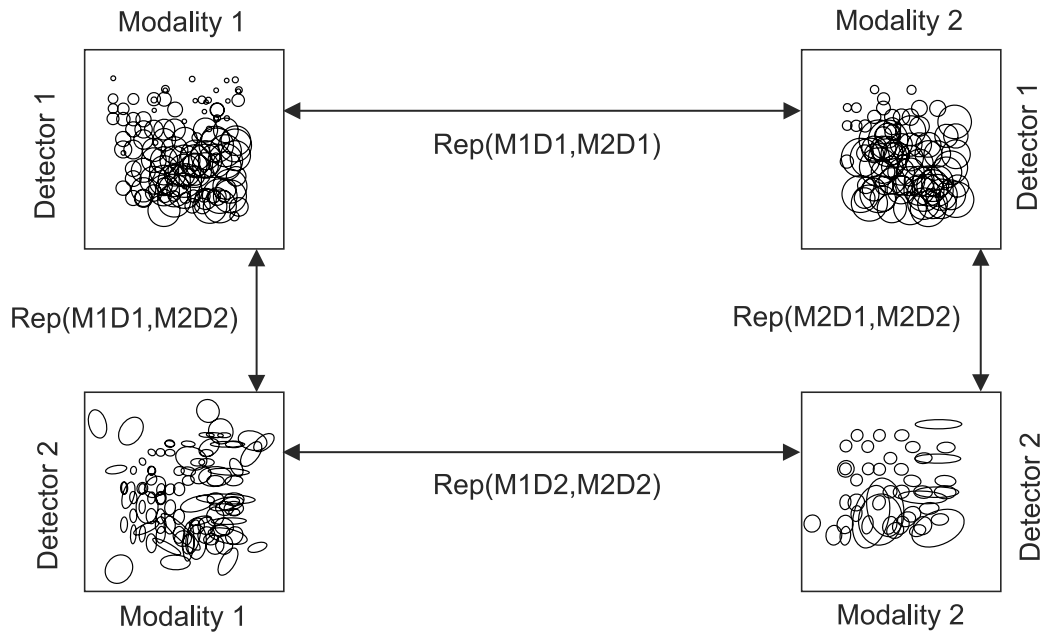 Modality 1
Modality 2
Detector 1
Detector 1
Rep(M1D1,M2D1)
Rep(M1D1,M2D2)
Rep(M2D1,M2D2)
Detector 2
Detector 2
Rep(M1D2,M2D2)
Modality 1
Modality 2